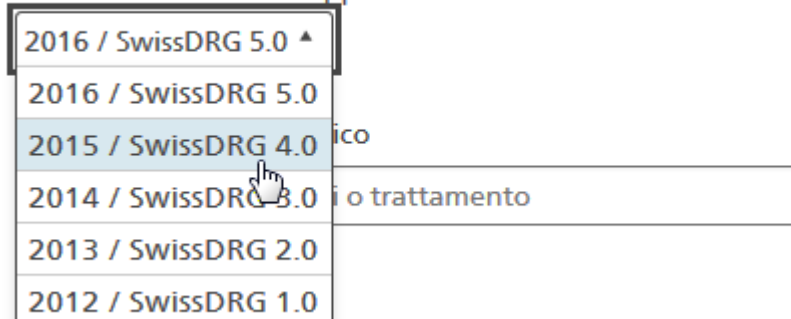 2016 / SwissDRG 5.0
2016 / SwissDRG 5.0
2015 / SwissDRG 4.0
ico
2014 / SwissDRG 3.0
i o trattamento
2013 / SwissDRG 2.0
2012 / SwissDRG 1.0